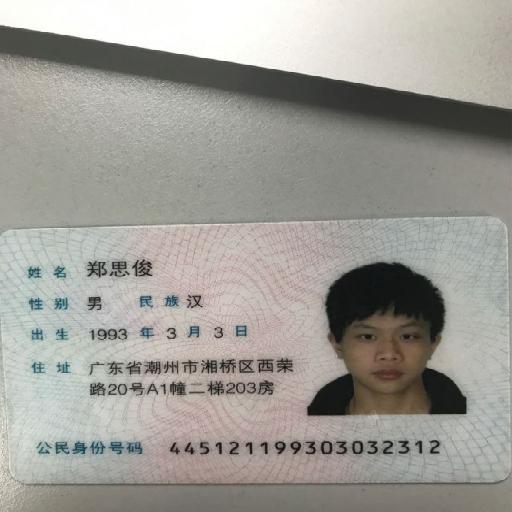 姓名 郑思俊
性别 男 民族 汉
出生 1993 年 3 月 3 日
住址 广东省潮州市湘桥区西荣
路20号A1幢二梯203房
公民身份号码 445121199303032312